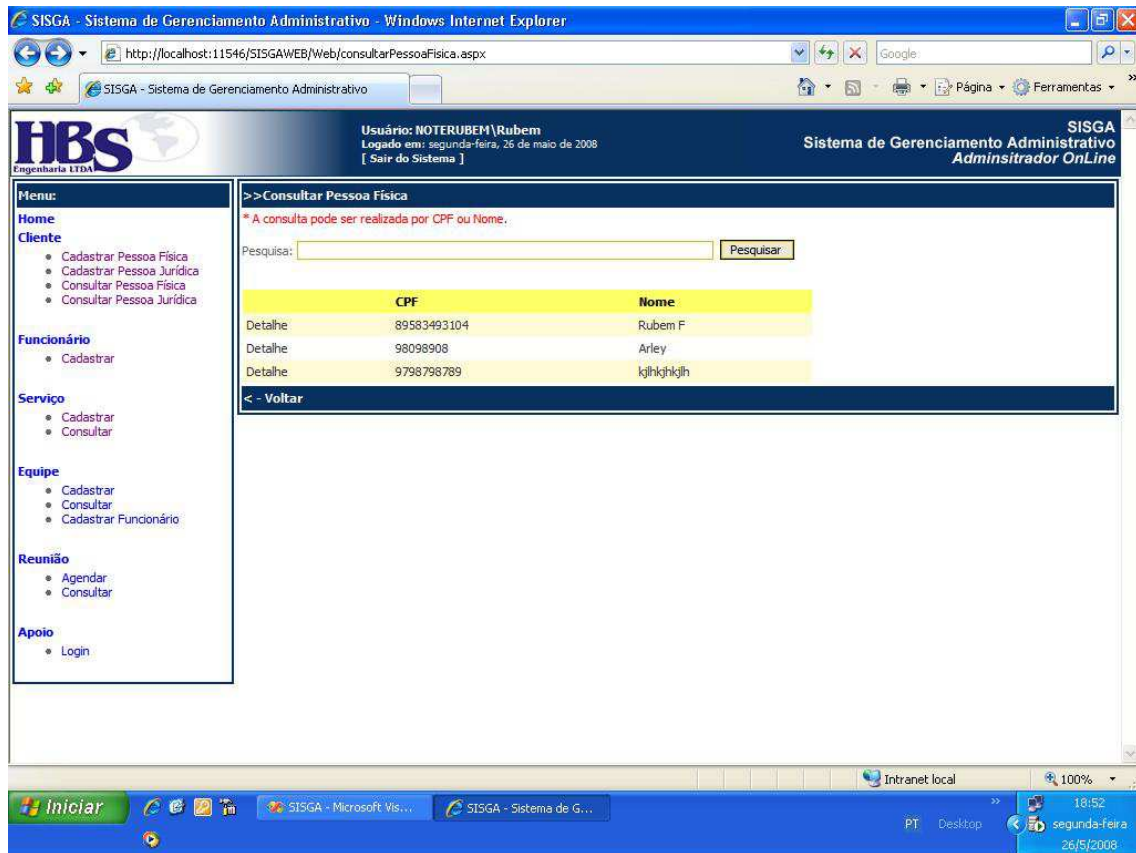 SISGA - Sistema de Gerenciamento Administrativo - Windows Internet Explorer
http://localhost:11546/SISGAWEB/Web/consultarPessoaFisica.aspx
Google
SISGA - Sistema de Gerenciamento Administrativo
Página
Ferramentas
»
HBS
Engenharia LTDA
Usuário: NOTERUBEM\Rubem
Logado em: segunda-feira, 26 de maio de 2008
[ Sair do Sistema ]
SISGA
Sistema de Gerenciamento Administrativo
Adminsitrador OnLine
Menu:
Home
Cliente
Cadastrar Pessoa Física
Cadastrar Pessoa Jurídica
Consultar Pessoa Física
Consultar Pessoa Jurídica
Funcionário
Cadastrar
Serviço
Cadastrar
Consultar
Equipe
Cadastrar
Consultar
Cadastrar Funcionário
Reunião
Agendar
Consultar
Apoio
Login
>>Consultar Pessoa Física
* A consulta pode ser realizada por CPF ou Nome.
Pesquisa: Pesquisar
CPF Nome
Detalhe 89583493104 Rubem F
Detalhe 98098908 Arley
Detalhe 9798798789 kjlhkjhkjlh
< - Voltar
Intranet local 100%
Iniciar
SISGA - Microsoft Vis...
SISGA - Sistema de G...
PT Desktop »
18:52
segunda-feira
26/5/2008